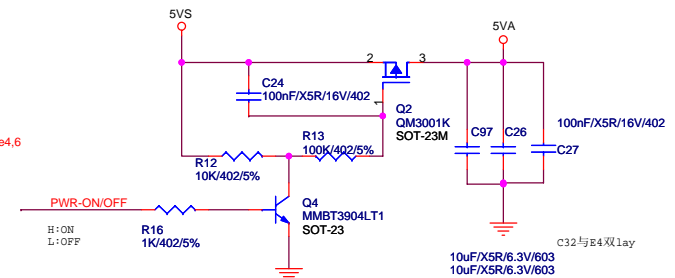 5VS
5VA
2
3
C24
100nF/X5R/16V/402
1
Q2
QM3001K
SOT-23M
100nF/X5R/16V/402
C97
C26
C27
e4,6
R13
100K/402/5%
R12
10K/402/5%
PWR-ON/OFF
Q4
MMBT3904LT1
SOT-23
H:ON
L:OFF
R16
1K/402/5%
C32与E4双lay
10uF/X5R/6.3V/603
10uF/X5R/6.3V/603